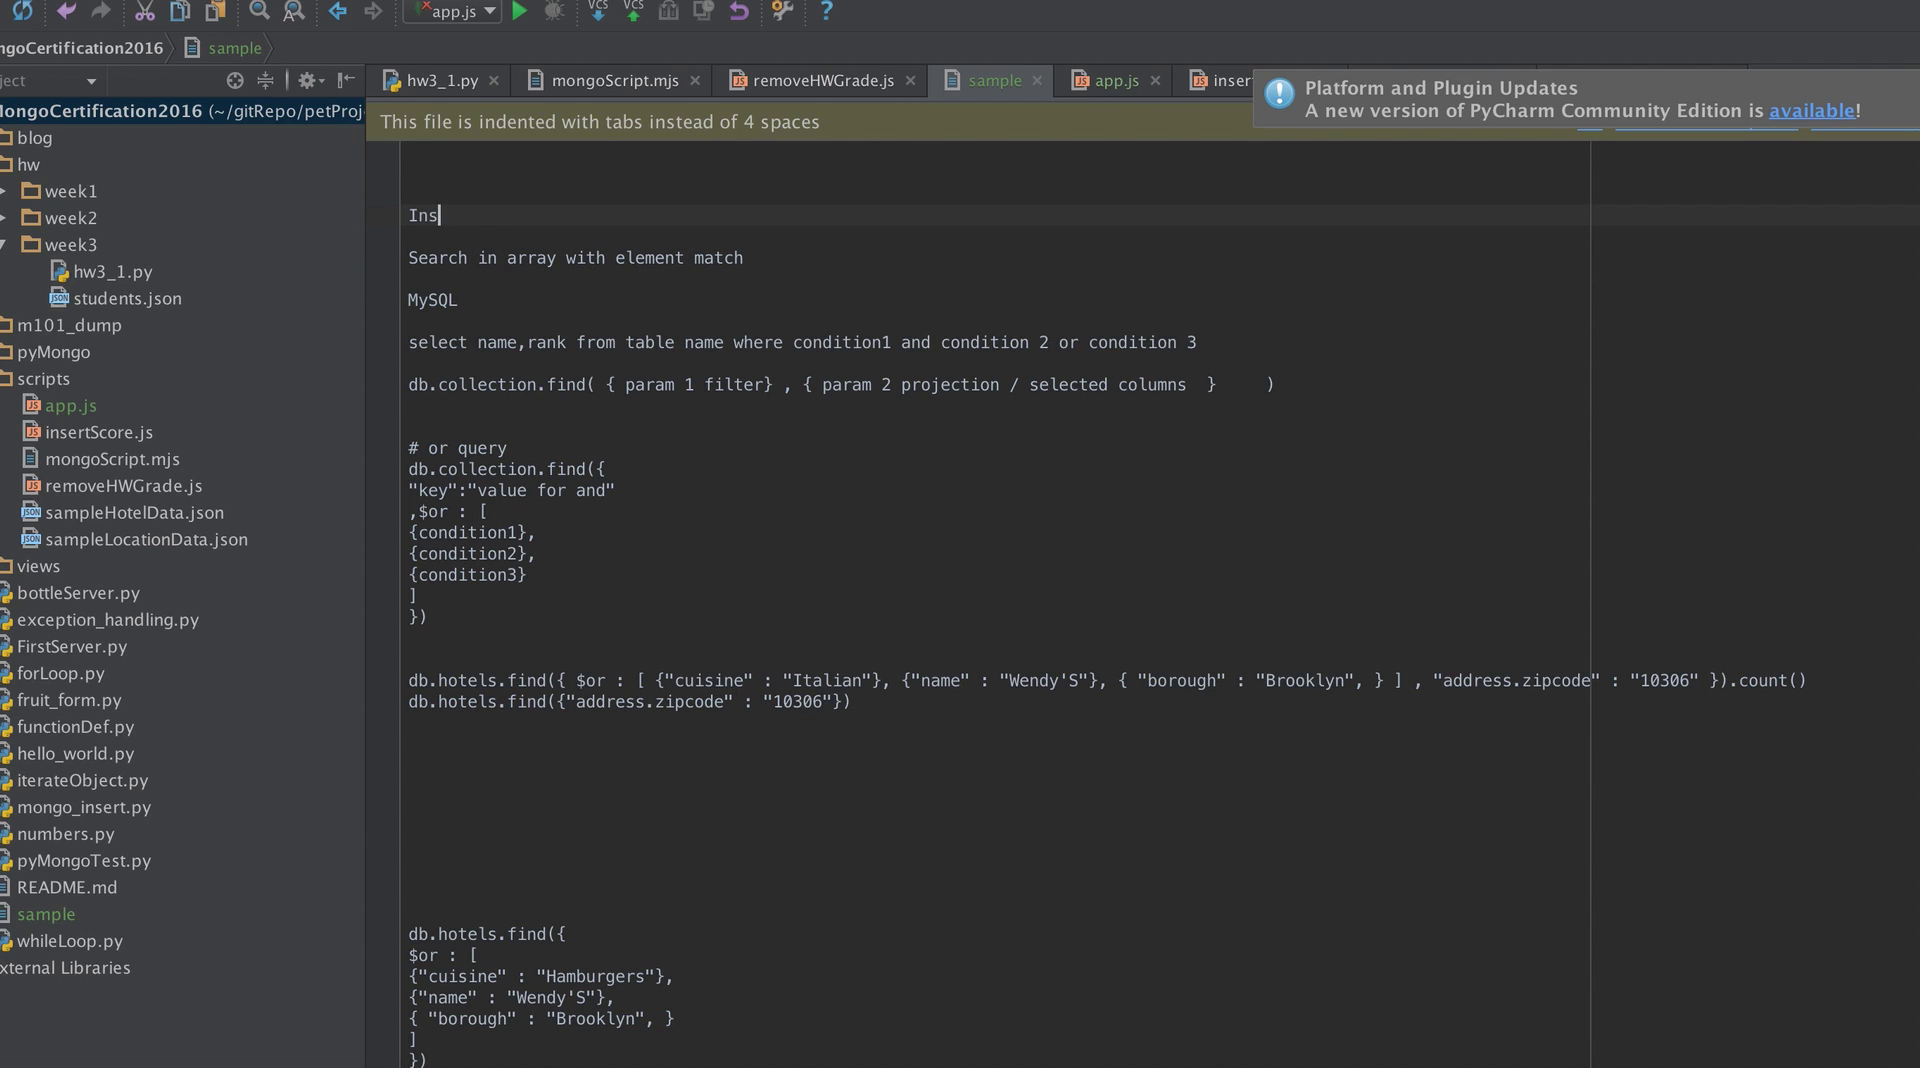 app.js
VCS
VCS
?
ngoCertification2016
sample
ject
hw3_1.py
mongoScript.mjs
removeHWGrade.js
sample
app.js
inser
Platform and Plugin Updates
A new version of PyCharm Community Edition is available!
This file is indented with tabs instead of 4 spaces
MongoCertification2016 (~/gitRepo/petProj
blog
hw
week1
week2
week3
hw3_1.py
students.json
m101_dump
pyMongo
scripts
app.js
insertScore.js
mongoScript.mjs
removeHWGrade.js
sampleHotelData.json
sampleLocationData.json
views
bottleServer.py
exception_handling.py
FirstServer.py
forLoop.py
fruit_form.py
functionDef.py
hello_world.py
iterateObject.py
mongo_insert.py
numbers.py
pyMongoTest.py
README.md
sample
whileLoop.py
xternal Libraries
Ins
Search in array with element match
MySQL
select name,rank from table name where condition1 and condition 2 or condition 3
db.collection.find( { param 1 filter} , { param 2 projection / selected columns  }     )
# or query
db.collection.find({
"key":"value for and"
,$or : [
{condition1},
{condition2},
{condition3}
]
})
db.hotels.find({ $or : [ {"cuisine" : "Italian"}, {"name" : "Wendy'S"}, { "borough" : "Brooklyn", } ] , "address.zipcode" : "10306" }).count()
db.hotels.find({"address.zipcode" : "10306"})
db.hotels.find({
$or : [
{"cuisine" : "Hamburgers"},
{"name" : "Wendy'S"},
{ "borough" : "Brooklyn", }
]
})